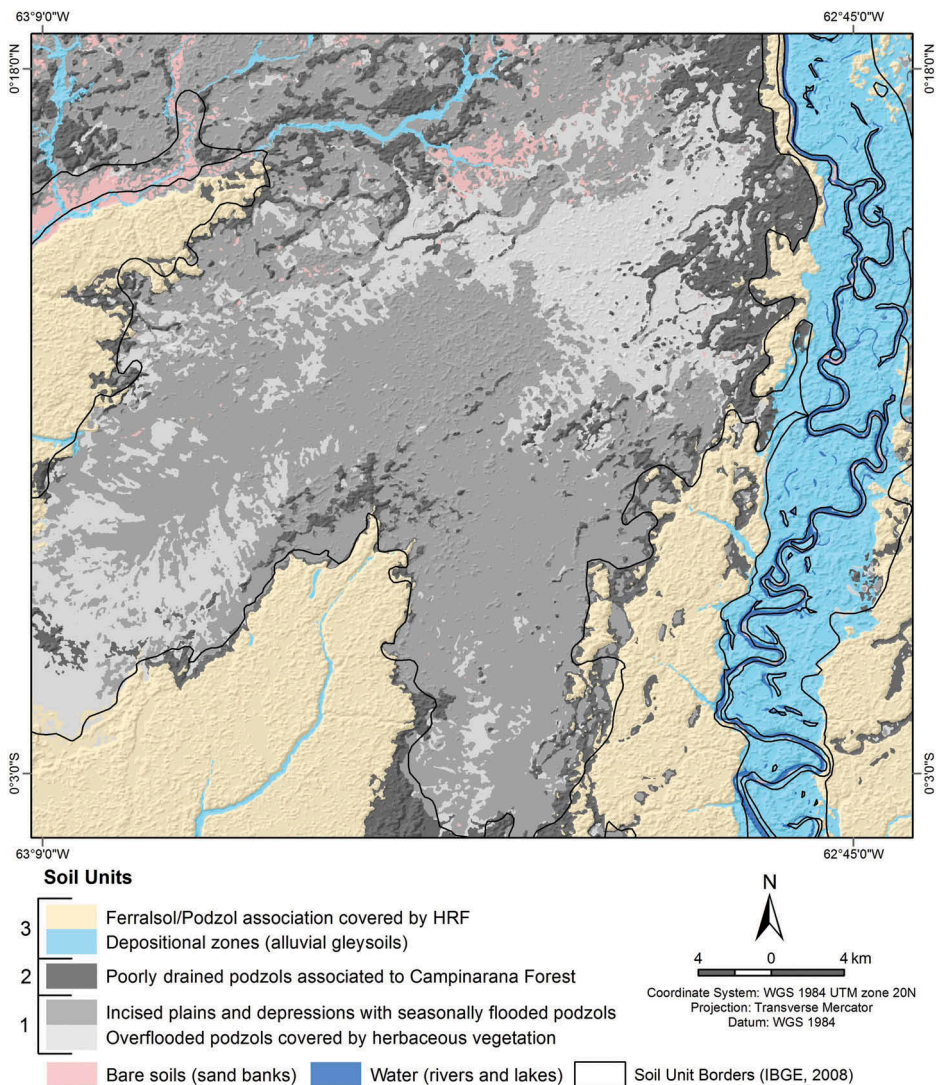 63°9'0"W 62°45'0"W
0°18'0"N 0°18'0"N
0°3'0"S 0°3'0"S
63°9'0"W 62°45'0"W
Soil Units
3
Ferralsol/Podzol association covered by HRF
Depositional zones (alluvial gleysoils)
2
Poorly drained podzols associated to Campinarana Forest
1
Incised plains and depressions with seasonally flooded podzols
Overflooded podzols covered by herbaceous vegetation
Bare soils (sand banks) Water (rivers and lakes) Soil Unit Borders (IBGE, 2008)
N
4 0 4 km
Coordinate System: WGS 1984 UTM zone 20N
Projection: Transverse Mercator
Datum: WGS 1984